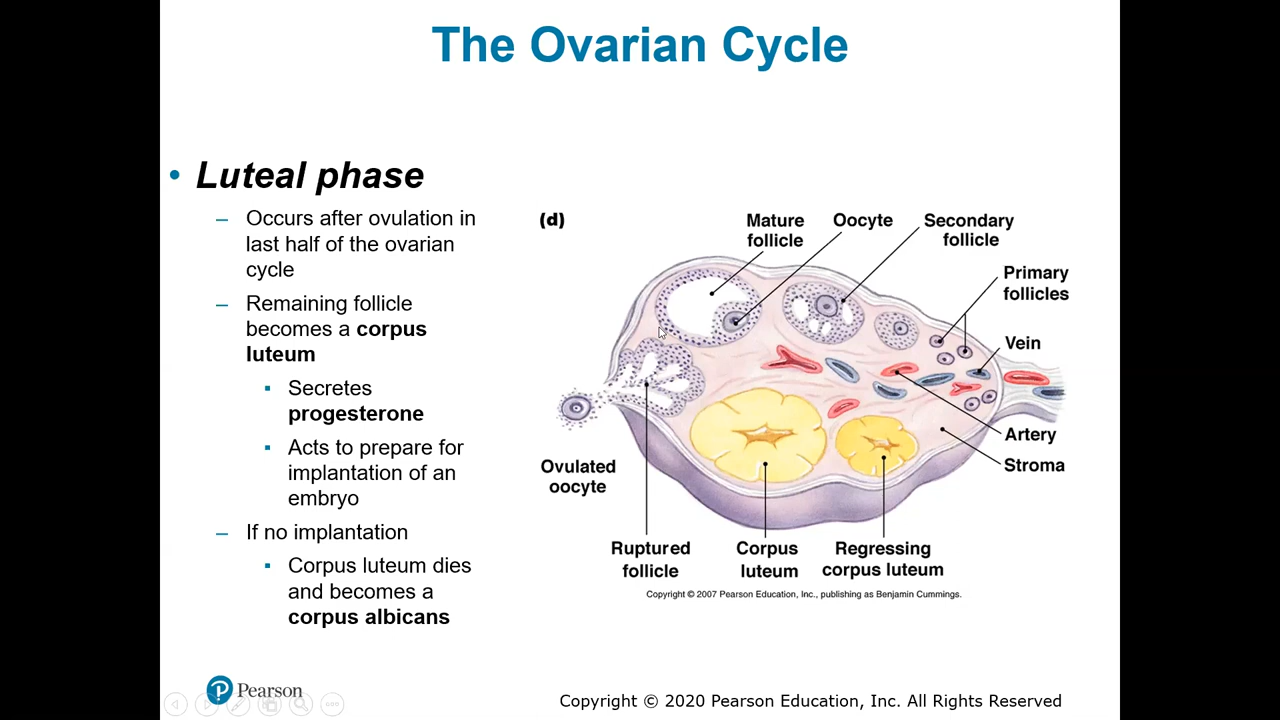 The Ovarian Cycle
• Luteal phase
– Occurs after ovulation in
last half of the ovarian
cycle
– Remaining follicle
becomes a corpus
luteum
▪ Secretes
progesterone
▪ Acts to prepare for
implantation of an
embryo
– If no implantation
▪ Corpus luteum dies
and becomes a
corpus albicans
(d)
Mature
follicle
Oocyte
Secondary
follicle
Primary
follicles
Vein
Artery
Stroma
Ovulated
oocyte
Ruptured
follicle
Corpus
luteum
Regressing
corpus luteum
Copyright © 2007 Pearson Education, Inc., publishing as Benjamin Cummings.
Pearson
Copyright © 2020 Pearson Education, Inc. All Rights Reserved